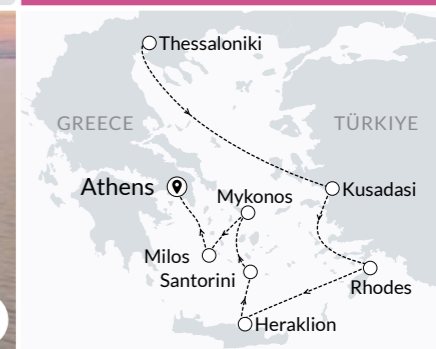 Thessaloniki
GREECE
TÜRKIYE
Athens
Kusadasi
Mykonos
Milos
Santorini
Rhodes
Heraklion